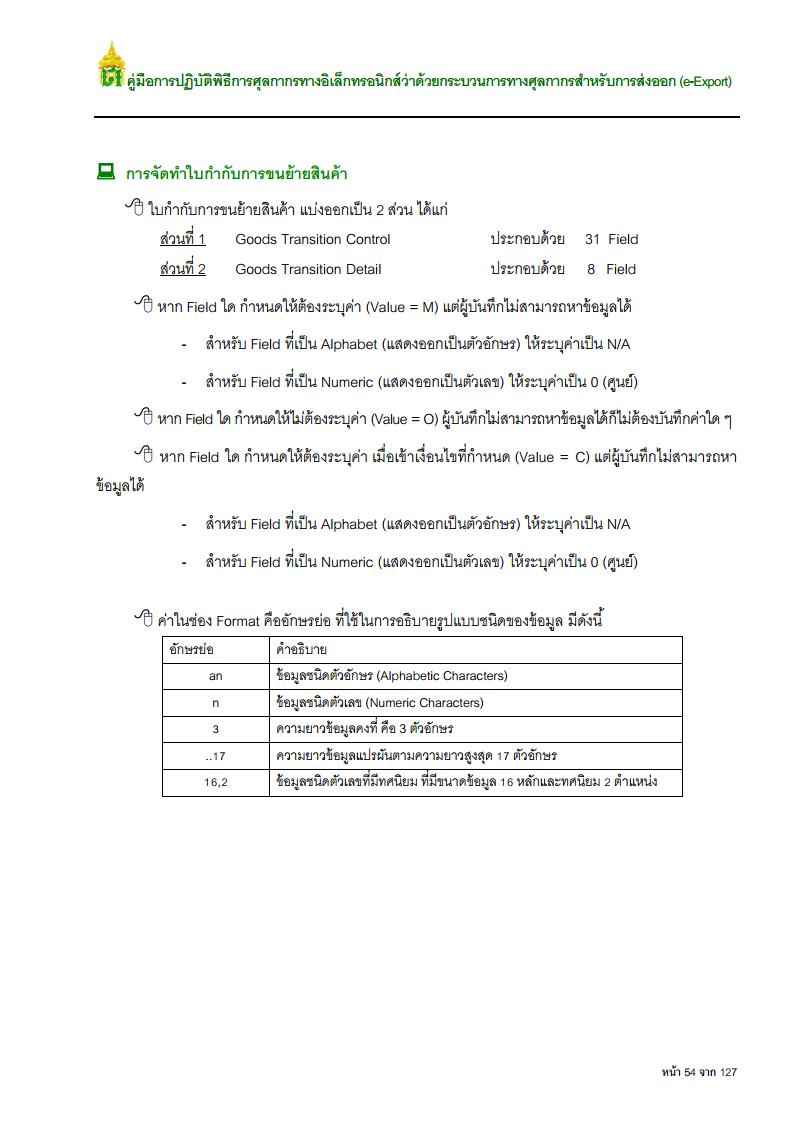 คู่มือการปฏิบัติพิธีการศุลกากรทางอิเล็กทรอนิกส์ว่าด้วยกระบวนการทางศุลกากรสำหรับการส่งออก (e-Export)
การจัดทำใบกำกับการขนย้ายสินค้า
ใบกำกับการขนย้ายสินค้า แบ่งออกเป็น 2 ส่วน ได้แก่
ส่วนที่ 1 Goods Transition Control ประกอบด้วย 31 Field
ส่วนที่ 2 Goods Transition Detail ประกอบด้วย 8 Field
หาก Field ใด กำหนดให้ต้องระบุค่า (Value = M) แต่ผู้บันทึกไม่สามารถหาข้อมูลได้
- สำหรับ Field ที่เป็น Alphabet (แสดงออกเป็นตัวอักษร) ให้ระบุค่าเป็น N/A
- สำหรับ Field ที่เป็น Numeric (แสดงออกเป็นตัวเลข) ให้ระบุค่าเป็น 0 (ศูนย์)
หาก Field ใด กำหนดให้ไม่ต้องระบุค่า (Value = O) ผู้บันทึกไม่สามารถหาข้อมูลได้ก็ไม่ต้องบันทึกค่าใด ๆ
หาก Field ใด กำหนดให้ต้องระบุค่า เมื่อเข้าเงื่อนไขที่กำหนด (Value = C) แต่ผู้บันทึกไม่สามารถหา
ข้อมูลได้
- สำหรับ Field ที่เป็น Alphabet (แสดงออกเป็นตัวอักษร) ให้ระบุค่าเป็น N/A
- สำหรับ Field ที่เป็น Numeric (แสดงออกเป็นตัวเลข) ให้ระบุค่าเป็น 0 (ศูนย์)
ค่าในช่อง Format คืออักษรย่อ ที่ใช้ในการอธิบายรูปแบบชนิดของข้อมูล มีดังนี้
อักษรย่อ คำอธิบาย
an ข้อมูลชนิดตัวอักษร (Alphabetic Characters)
n ข้อมูลชนิดตัวเลข (Numeric Characters)
3 ความยาวข้อมูลคงที่ คือ 3 ตัวอักษร
..17 ความยาวข้อมูลแปรผันตามความยาวสูงสุด 17 ตัวอักษร
16,2 ข้อมูลชนิดตัวเลขที่มีทศนิยม ที่มีขนาดข้อมูล 16 หลักและทศนิยม 2 ตำแหน่ง
หน้า 54 จาก 127